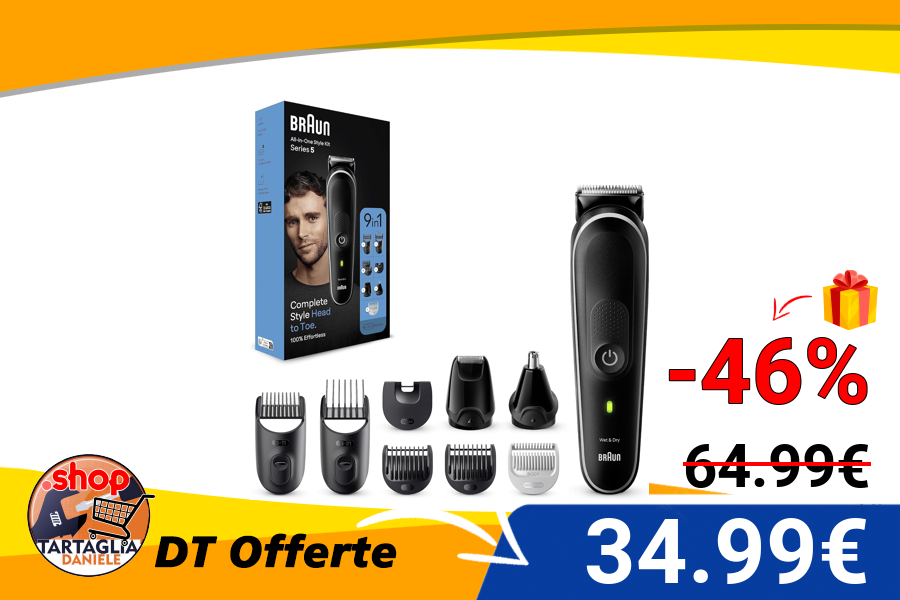 BRAUN
All-in-One Style Kit
Series 5
9in1
Complete
Style Head
to Toe.
100% Effortless
BRAUN
-46%
64.99€
Wet & Dry
BRAUN
.shop
TARTAGLIA
DANIELE
DT Offerte
34.99€